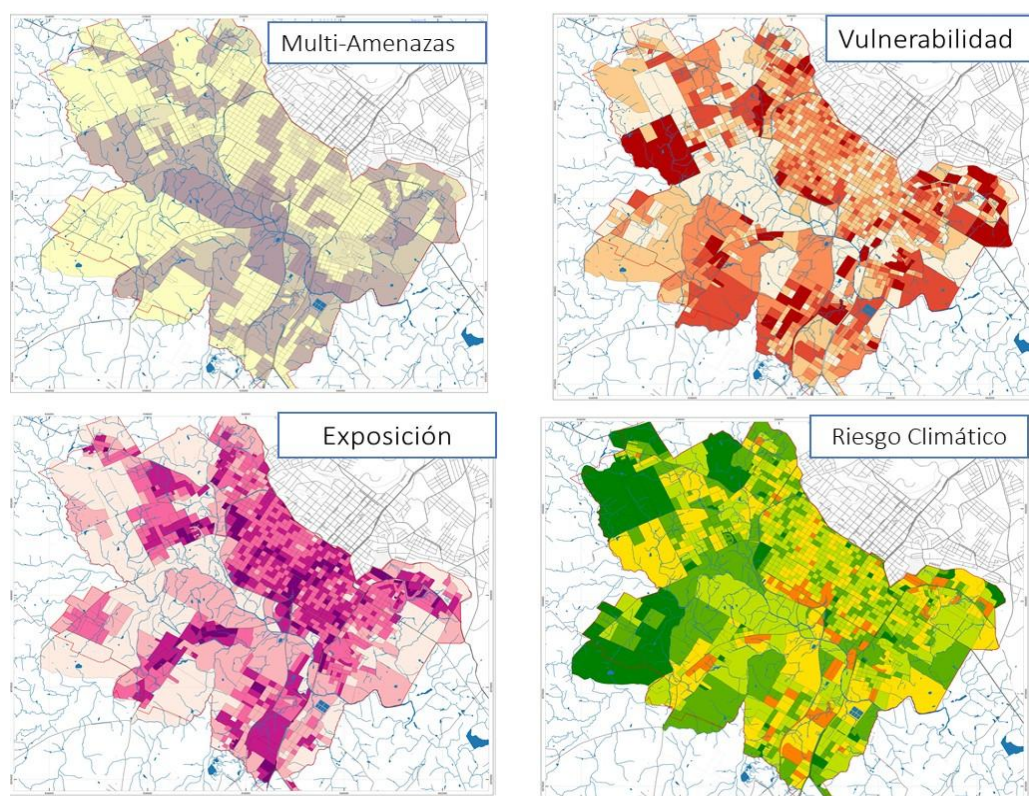 Multi-Amenazas
Vulnerabilidad
Exposición
Riesgo Climático